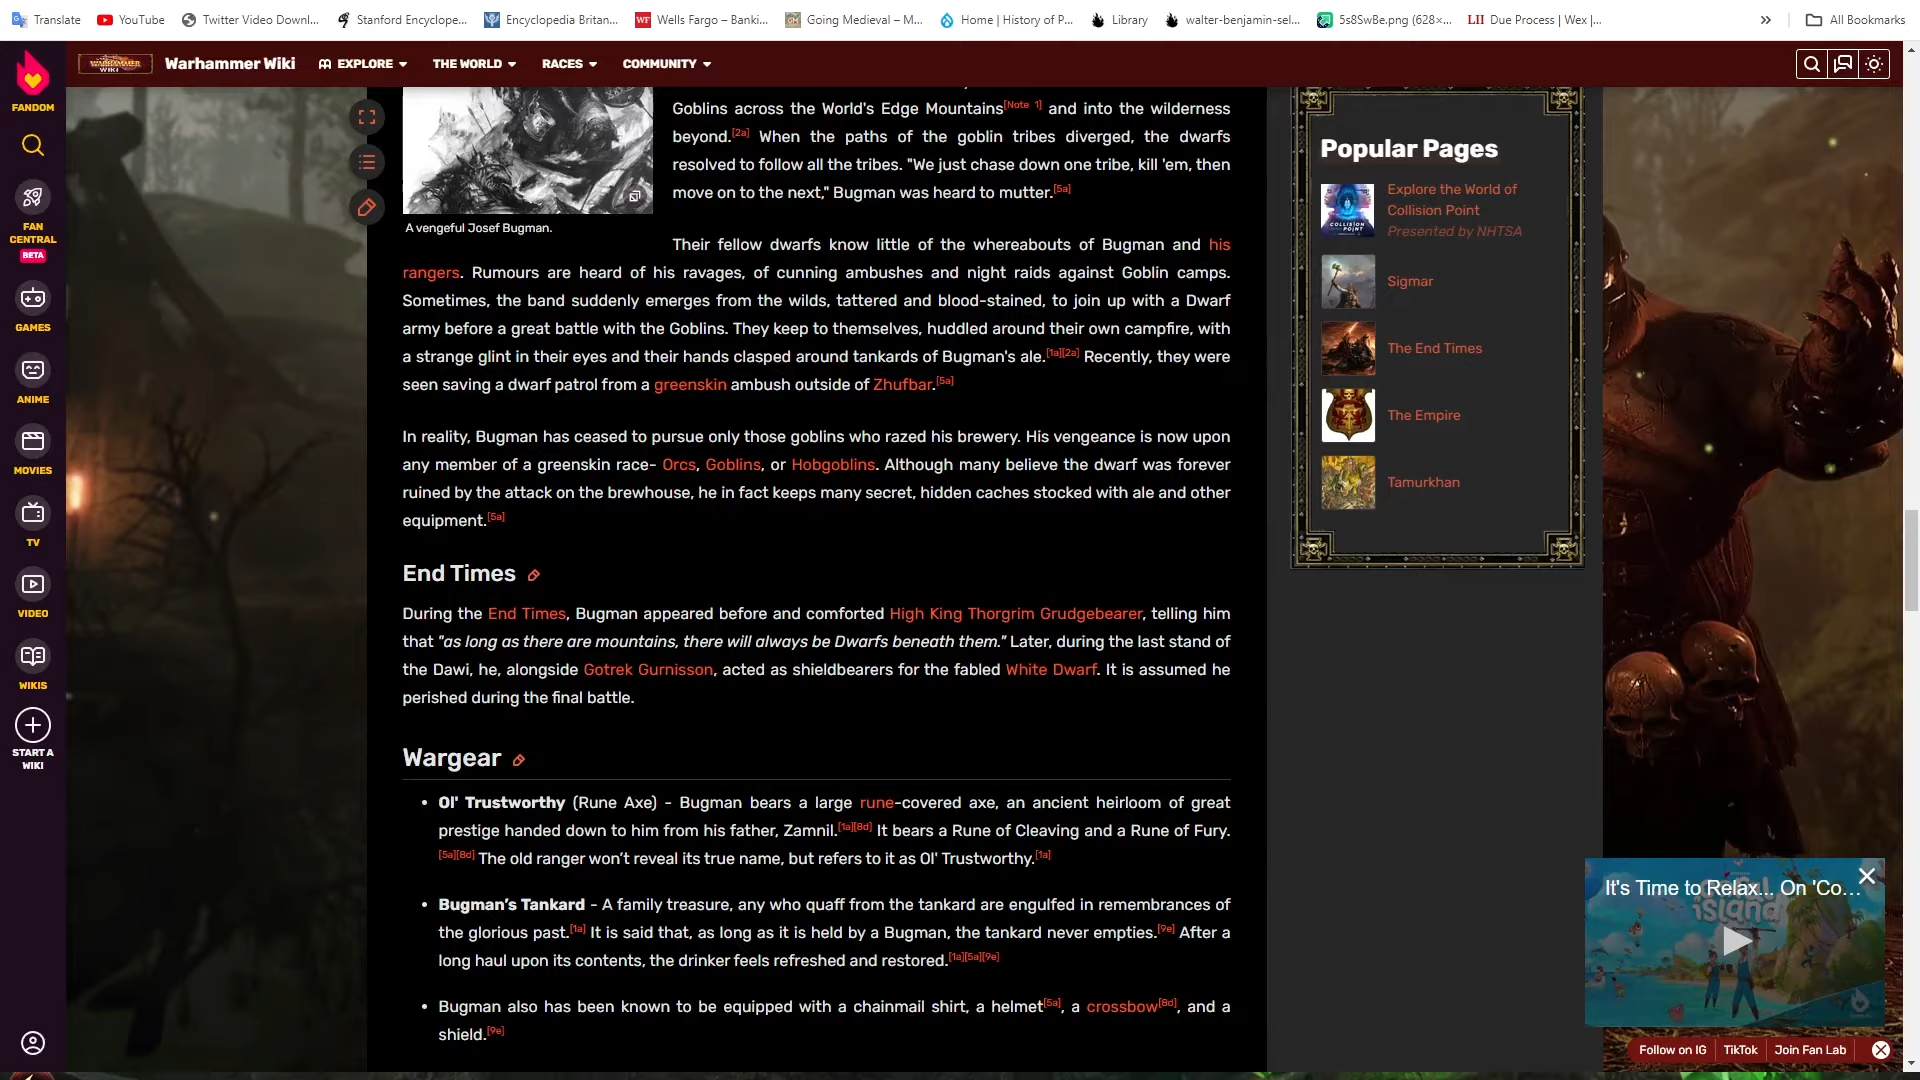 Translate
YouTube
Twitter Video Downl...
Stanford Encyclope...
Encyclopedia Britan...
Wells Fargo – Banki...
Going Medieval – M...
Home | History of P...
Library
walter-benjamin-sel...
5s8SwBe.png (628×...
LII Due Process | Wex |...
»
All Bookmarks
FANDOM
FAN CENTRAL
BETA
GAMES
ANIME
MOVIES
TV
VIDEO
WIKIS
START A WIKI
WARHAMMER WIKI
Warhammer Wiki
EXPLORE
THE WORLD
RACES
COMMUNITY
A vengeful Josef Bugman.
Goblins across the World's Edge Mountains[Note 1] and into the wilderness
beyond.[2a] When the paths of the goblin tribes diverged, the dwarfs
resolved to follow all the tribes. "We just chase down one tribe, kill 'em, then
move on to the next," Bugman was heard to mutter.[5a]
Their fellow dwarfs know little of the whereabouts of Bugman and his
rangers. Rumours are heard of his ravages, of cunning ambushes and night raids against Goblin camps.
Sometimes, the band suddenly emerges from the wilds, tattered and blood-stained, to join up with a Dwarf
army before a great battle with the Goblins. They keep to themselves, huddled around their own campfire, with
a strange glint in their eyes and their hands clasped around tankards of Bugman's ale.[1a][2a] Recently, they were
seen saving a dwarf patrol from a greenskin ambush outside of Zhufbar.[5a]
In reality, Bugman has ceased to pursue only those goblins who razed his brewery. His vengeance is now upon
any member of a greenskin race- Orcs, Goblins, or Hobgoblins. Although many believe the dwarf was forever
ruined by the attack on the brewhouse, he in fact keeps many secret, hidden caches stocked with ale and other
equipment.[5a]
End Times
During the End Times, Bugman appeared before and comforted High King Thorgrim Grudgebearer, telling him
that "as long as there are mountains, there will always be Dwarfs beneath them." Later, during the last stand of
the Dawi, he, alongside Gotrek Gurnisson, acted as shieldbearers for the fabled White Dwarf. It is assumed he
perished during the final battle.
Wargear
• Ol' Trustworthy (Rune Axe) - Bugman bears a large rune-covered axe, an ancient heirloom of great
prestige handed down to him from his father, Zamnil.[1a][8d] It bears a Rune of Cleaving and a Rune of Fury.
[5a][8d] The old ranger won’t reveal its true name, but refers to it as Ol' Trustworthy.[1a]
• Bugman’s Tankard - A family treasure, any who quaff from the tankard are engulfed in remembrances of
the glorious past.[1a] It is said that, as long as it is held by a Bugman, the tankard never empties.[9e] After a
long haul upon its contents, the drinker feels refreshed and restored.[1a][5a][9e]
• Bugman also has been known to be equipped with a chainmail shirt, a helmet[5a], a crossbow[8d], and a
shield.[9e]
Popular Pages
COLLISION POINT
Explore the World of
Collision Point
Presented by NHTSA
Sigmar
The End Times
The Empire
Tamurkhan
It's Time to Relax... On 'Co...
island
Follow on IG
TikTok
Join Fan Lab